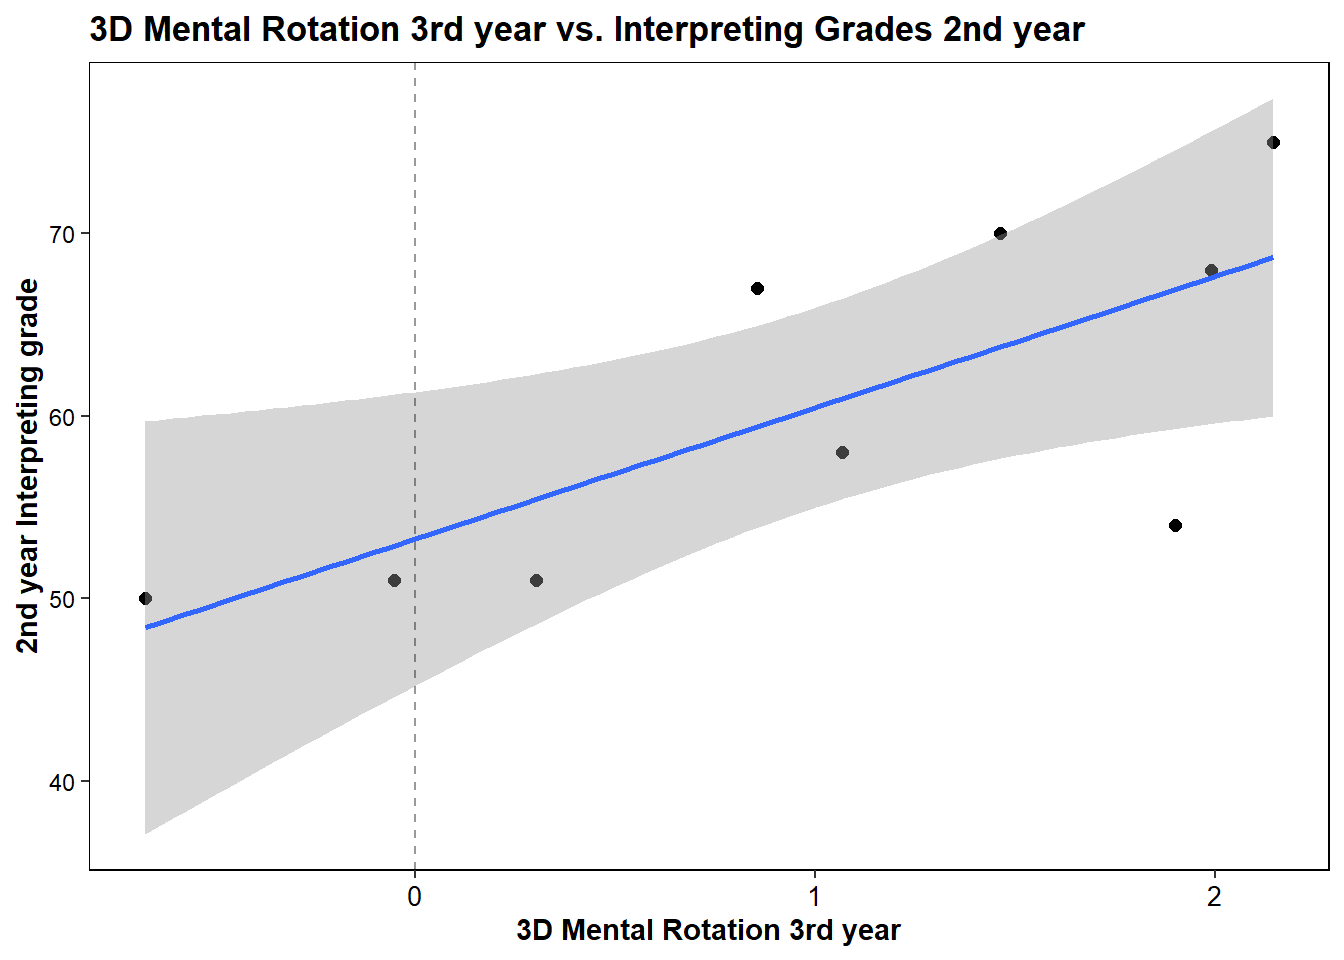 3D Mental Rotation 3rd year vs. Interpreting Grades 2nd year
2nd year Interpreting grade
70
60
50
40
0
1
2
3D Mental Rotation 3rd year